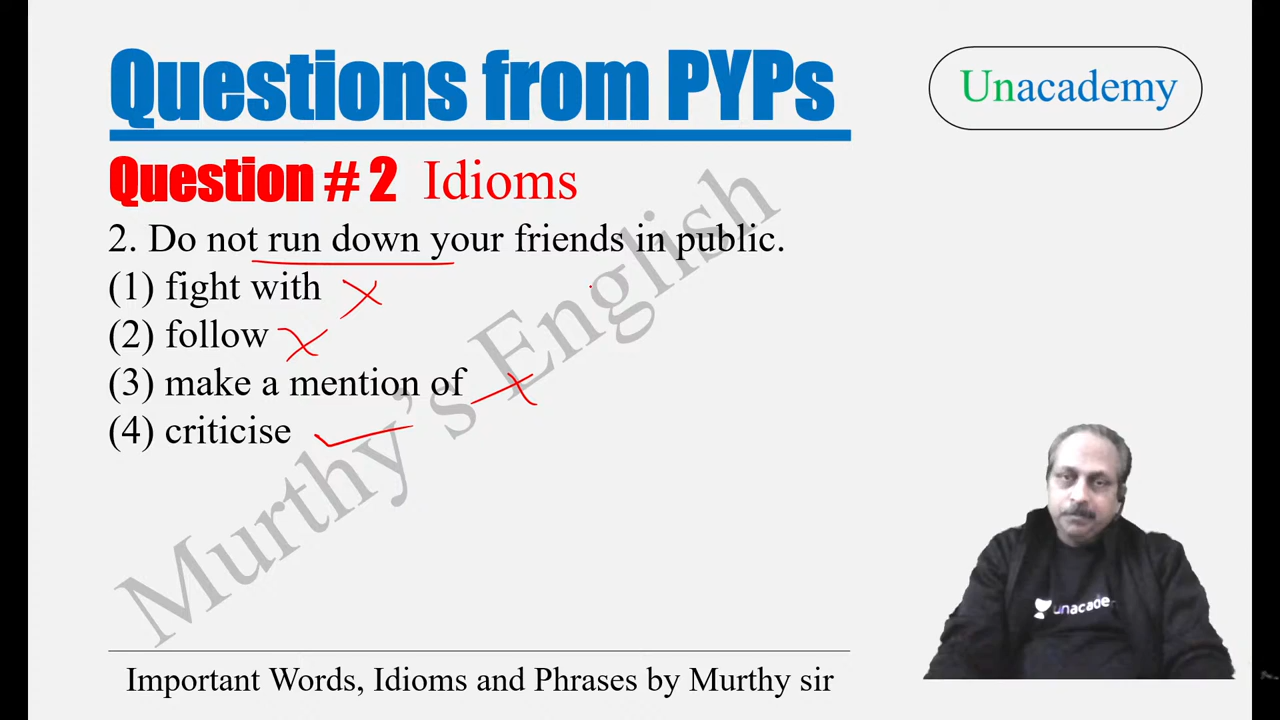 Questions from PYPs
Unacademy
Question # 2 Idioms
2. Do not run down your friends in public.
(1) fight with
(2) follow
(3) make a mention of
(4) criticise
Murthy's English
unacade
Important Words, Idioms and Phrases by Murthy sir